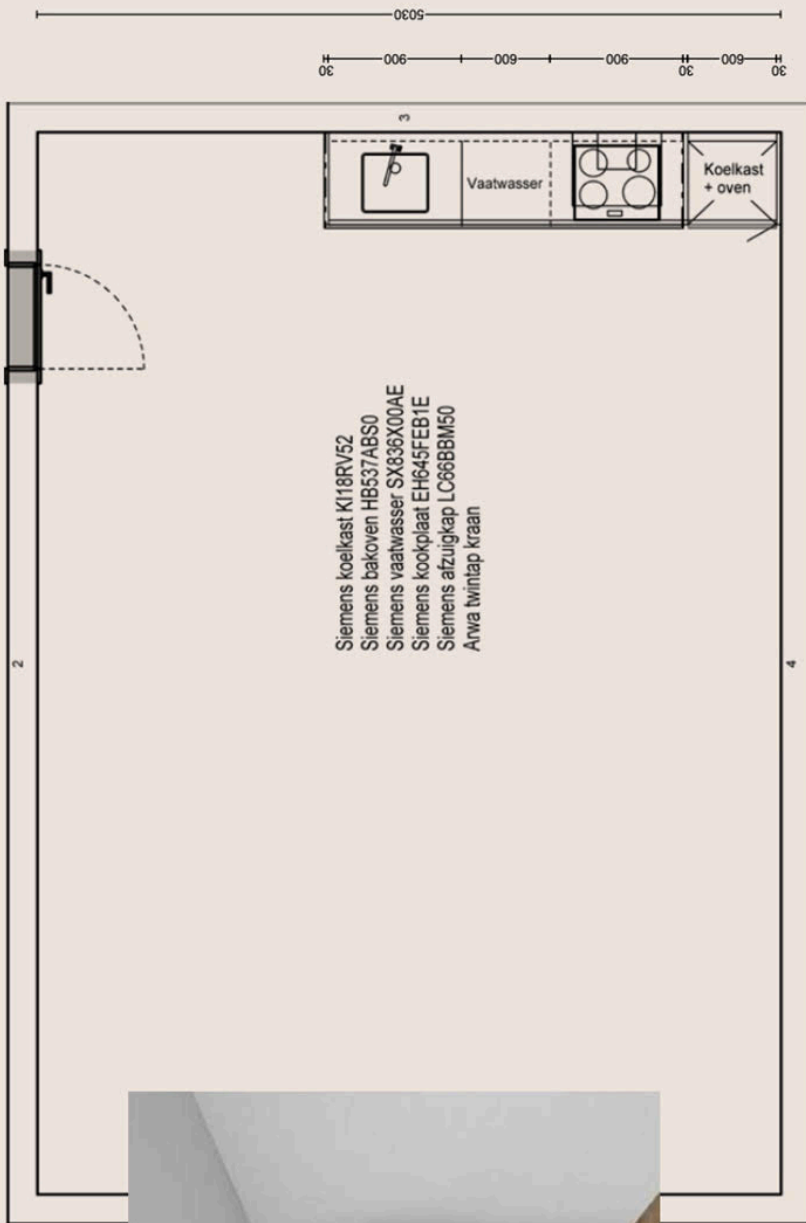 5030
30
900
600
900
30
600
30
3
Vaatwasser
Koelkast
+ oven
Siemens koelkast KI18RV52
Siemens bakoven HB537ABS0
Siemens vaatwasser SX836X00AE
Siemens kookplaat EH645FEB1E
Siemens afzuigkap LC66BBM50
Arwa twintap kraan
2
4